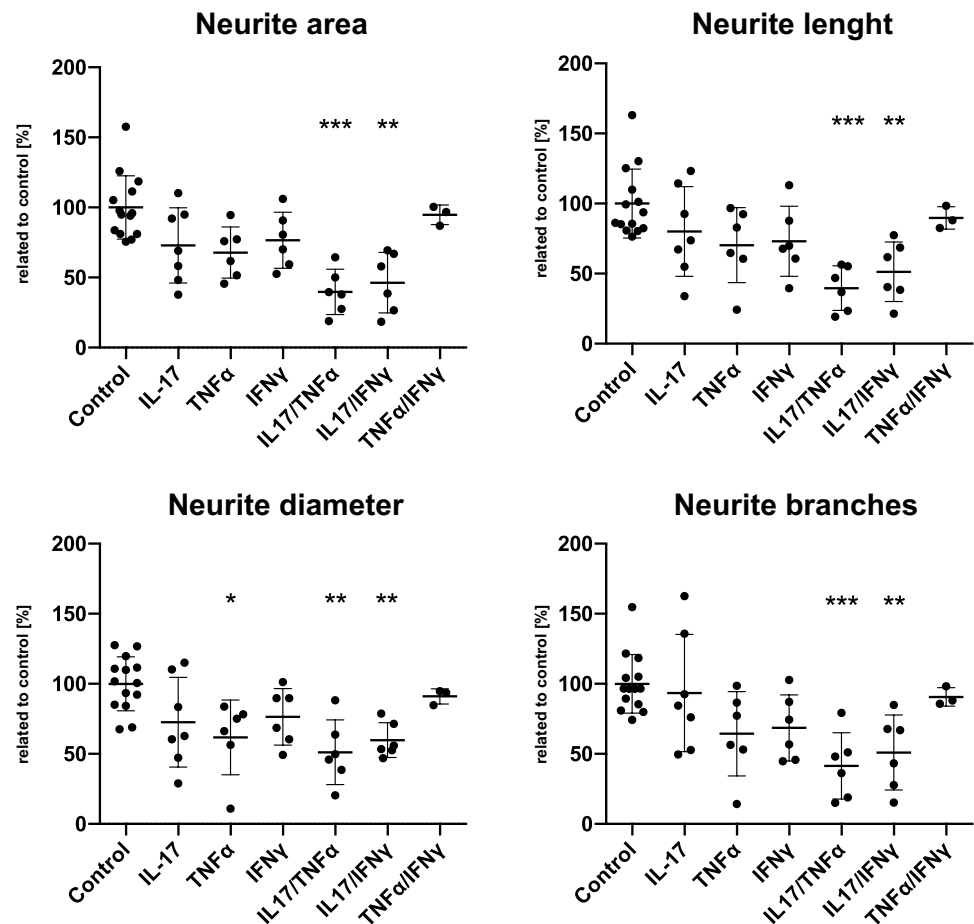 Neurite area
related to control [%]
200
150
100
50
0
*** **
Control
IL-17
TNFα
IFNγ
IL17/TNFα
IL17/IFNγ
TNFα/IFNγ
Neurite lenght
related to control [%]
200
150
100
50
0
*** **
Control
IL-17
TNFα
IFNγ
IL17/TNFα
IL17/IFNγ
TNFα/IFNγ
Neurite diameter
related to control [%]
200
150
100
50
0
* ** **
Control
IL-17
TNFα
IFNγ
IL17/TNFα
IL17/IFNγ
TNFα/IFNγ
Neurite branches
related to control [%]
200
150
100
50
0
*** **
Control
IL-17
TNFα
IFNγ
IL17/TNFα
IL17/IFNγ
TNFα/IFNγ